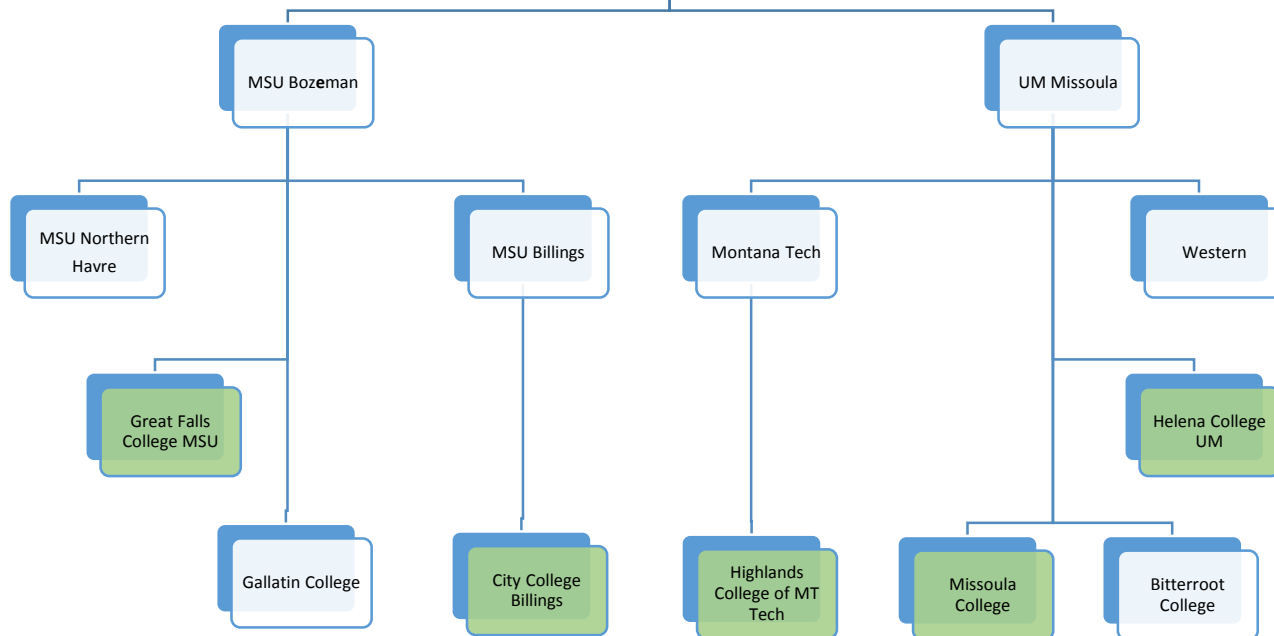 MSU Bozeman
UM Missoula
MSU Northern
Havre
MSU Billings
Montana Tech
Western
Great Falls
College MSU
Helena College
UM
Gallatin College
City College
Billings
Highlands
College of MT
Tech
Missoula
College
Bitterroot
College